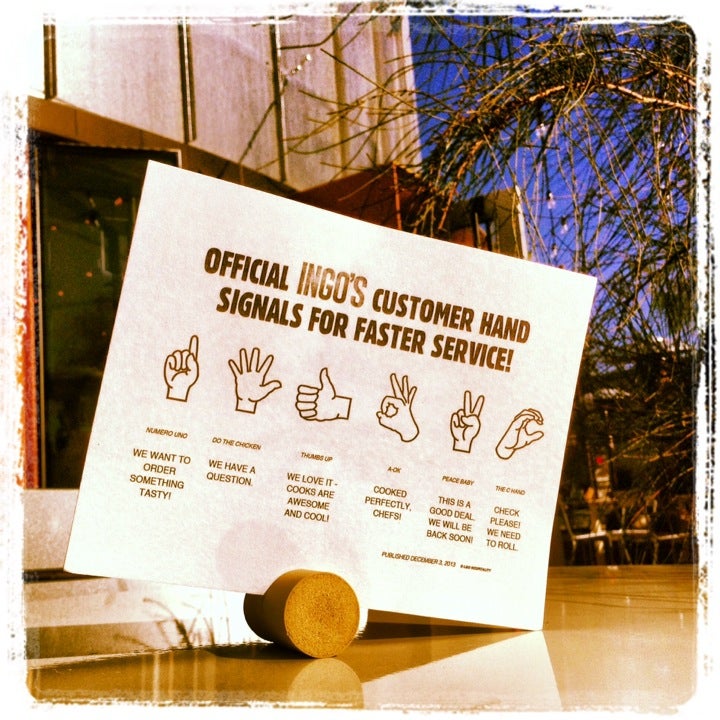 OFFICIAL INGO'S CUSTOMER HAND
SIGNALS FOR FASTER SERVICE!
NUMERO UNO
WE WANT TO
ORDER
SOMETHING
TASTY!
DO THE CHICKEN
WE HAVE A
QUESTION.
THUMBS UP
WE LOVE IT -
COOKS ARE
AWESOME
AND COOL!
A-OK
COOKED
PERFECTLY,
CHEFS!
PEACE BABY
THIS IS A
GOOD DEAL.
WE WILL BE
BACK SOON!
THE C HAND
CHECK
PLEASE!
WE NEED
TO ROLL.
PUBLISHED DECEMBER 3, 2013 © LGO HOSPITALITY